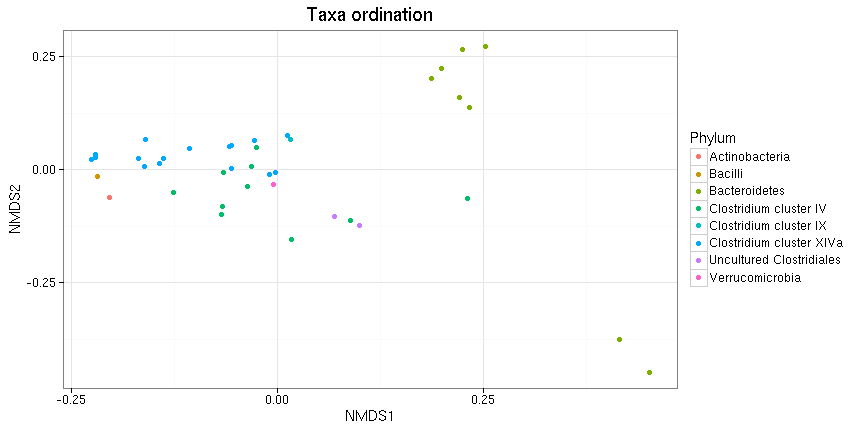 Taxa ordination
0.25
0.00
-0.25
NMDS2
-0.25
0.00
0.25
NMDS1
Phylum
Actinobacteria
Bacilli
Bacteroidetes
Clostridium cluster IV
Clostridium cluster IX
Clostridium cluster XIVa
Uncultured Clostridiales
Verrucomicrobia